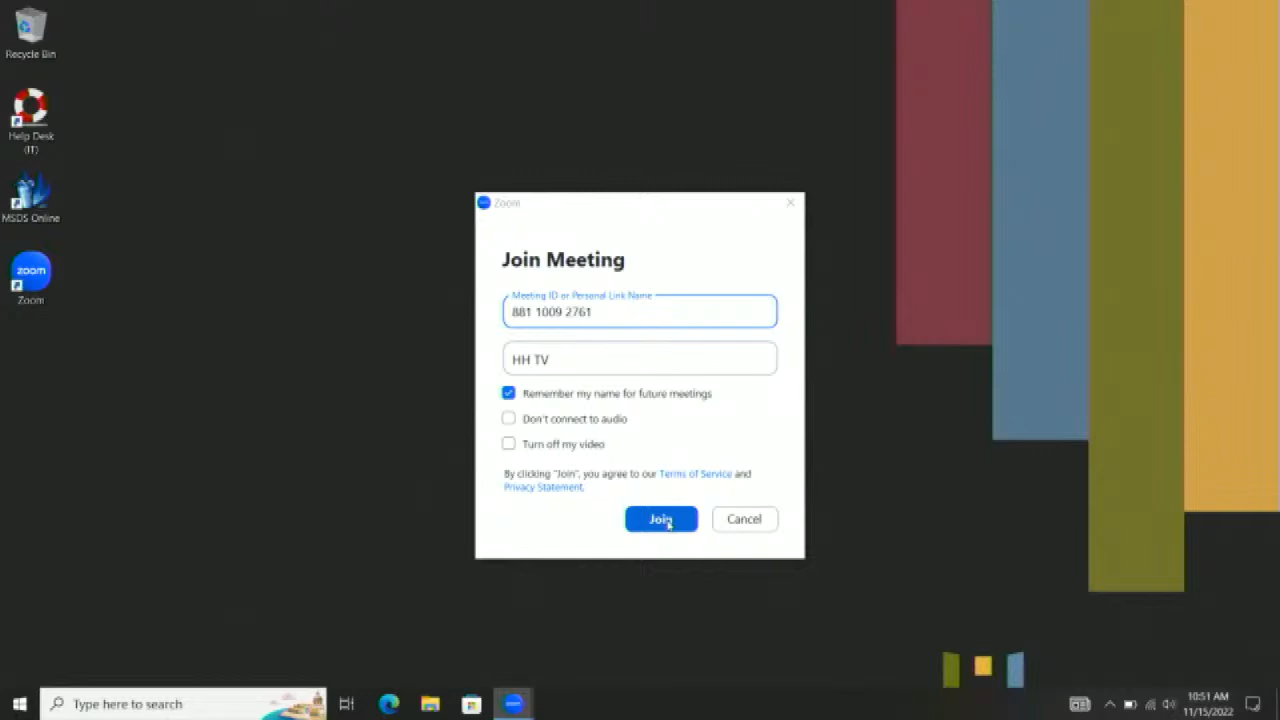 Recycle Bin
Help Desk
(IT)
MSDS Online
zoom
Zoom
Zoom
Join Meeting
Meeting ID or Personal Link Name
881 1009 2761
HH TV
Remember my name for future meetings
Don't connect to audio
Turn off my video
By clicking "Join", you agree to our Terms of Service and
Privacy Statement.
Join
Cancel
Type here to search
10:51 AM
11/15/2022